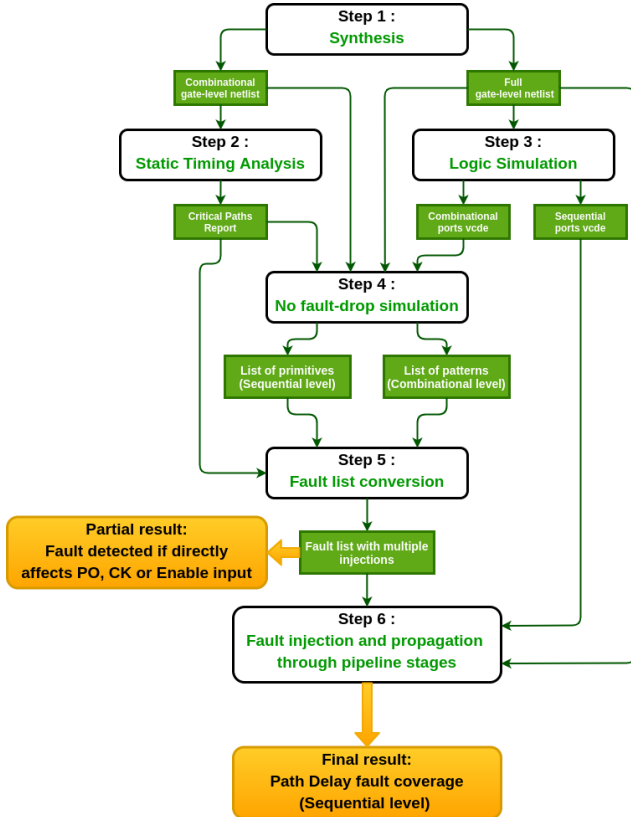 Step 1 :
Synthesis
Combinational
gate-level netlist
Full
gate-level netlist
Step 2 :
Static Timing Analysis
Step 3 :
Logic Simulation
Critical Paths
Report
Combinational
ports vcde
Sequential
ports vcde
Step 4 :
No fault-drop simulation
List of primitives
(Sequential level)
List of patterns
(Combinational level)
Step 5 :
Fault list conversion
Partial result:
Fault detected if directly
affects PO, CK or Enable input
Fault list with multiple
injections
Step 6 :
Fault injection and propagation
through pipeline stages
Final result:
Path Delay fault coverage
(Sequential level)